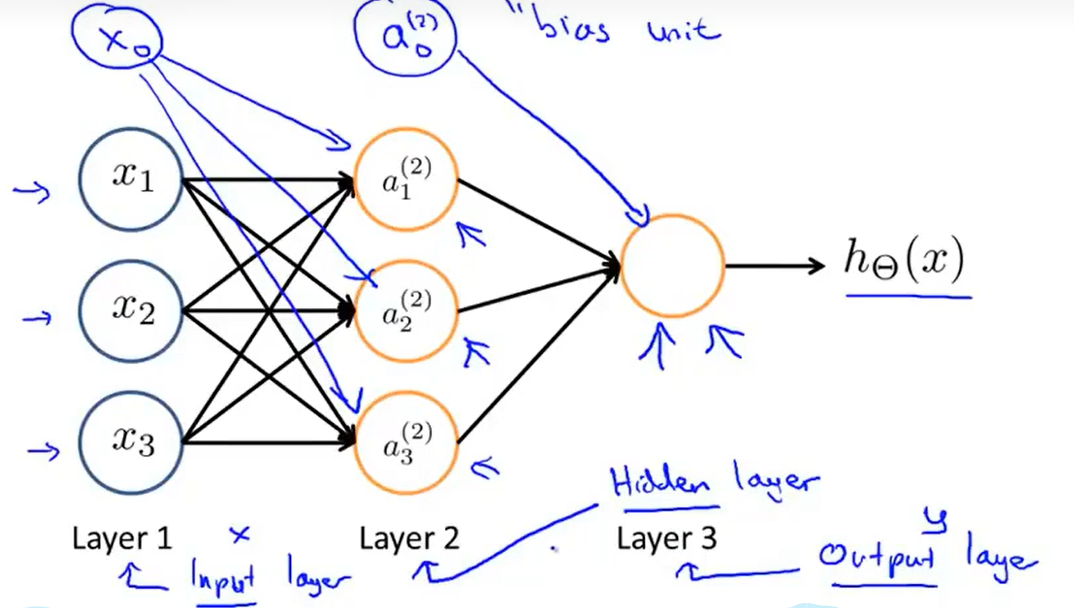 x₀ a₀⁽²⁾ "bias unit
x₁ a₁⁽²⁾
h_Θ(x)
x₂ a₂⁽²⁾
x₃ a₃⁽²⁾
Hidden layer
Layer 1 x Layer 2 Layer 3 y
Input layer Output laye